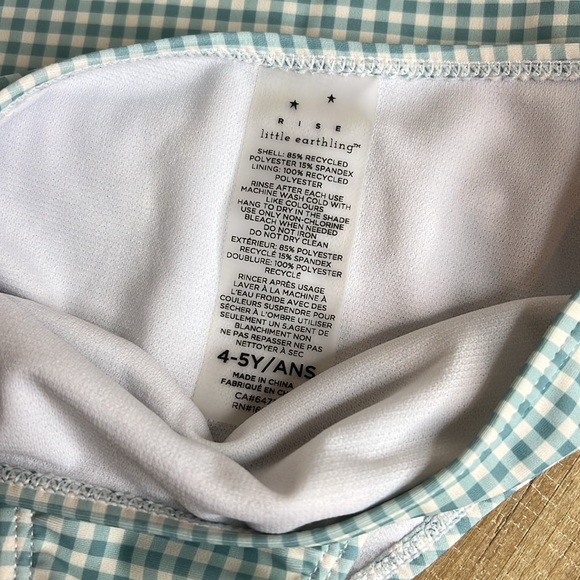 RISE
little earthling™
SHELL: 85% RECYCLED
POLYESTER 15% SPANDEX
LINING: 100% RECYCLED
POLYESTER
RINSE AFTER EACH USE
MACHINE WASH COLD WITH
LIKE COLOURS
HANG TO DRY IN THE SHADE
USE ONLY NON-CHLORINE
BLEACH WHEN NEEDED
DO NOT IRON
DO NOT DRY CLEAN
EXTÉRIEUR: 85% POLYESTER
RECYCLÉ 15% SPANDEX
DOUBLURE: 100% POLYESTER
RECYCLÉ
RINCER APRÈS USAGE
LAVER À LA MACHINE À
L'EAU FROIDE AVEC DES
COULEURS SUSPENDRE POUR
SÉCHER À L'OMBRE UTILISER
SEULEMENT UN S,AGENT DE
BLANCHIMENT NON
NE PAS REPASSER NE PAS
NETTOYER À SEC
4-5Y/ANS
MADE IN CHINA
FABRIQUÉ EN